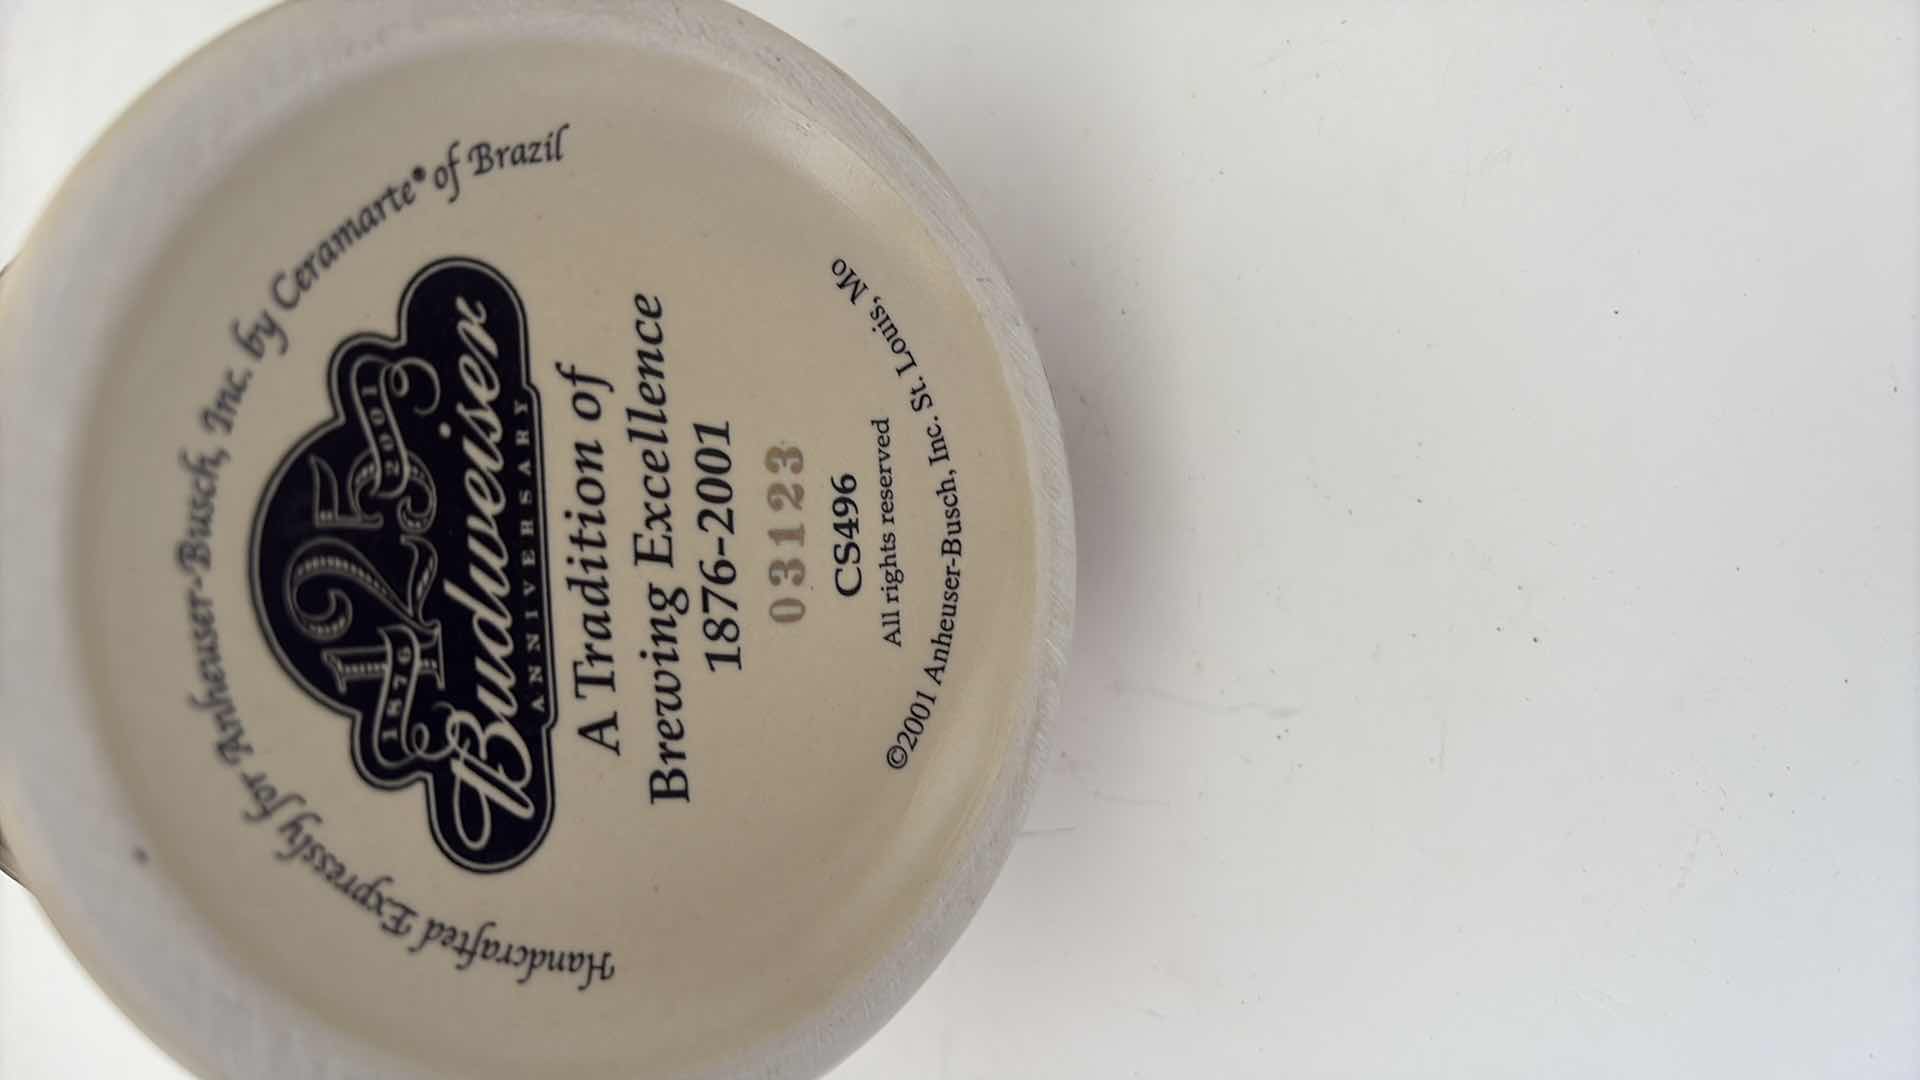 Handcrafted Expressly for Anheuser-Busch, Inc. by Ceramarte® of Brazil
125
1876 2001
Budweiser
ANNIVERSARY
A Tradition of
Brewing Excellence
1876-2001
03123
CS496
All rights reserved
©2001 Anheuser-Busch, Inc. St. Louis, Mo